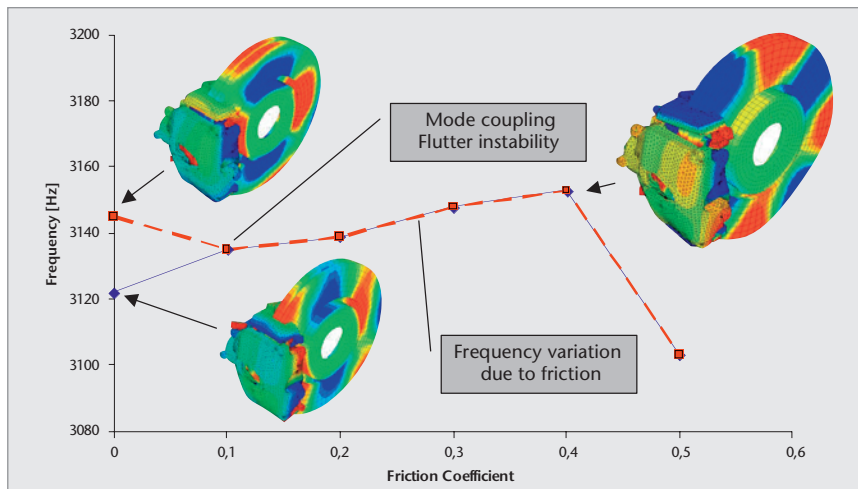 3200
3180
3160
3140
3120
3100
3080
Frequency [Hz]
Mode coupling
Flutter instability
Frequency variation
due to friction
0
0,1
0,2
0,3
0,4
0,5
0,6
Friction Coefficient